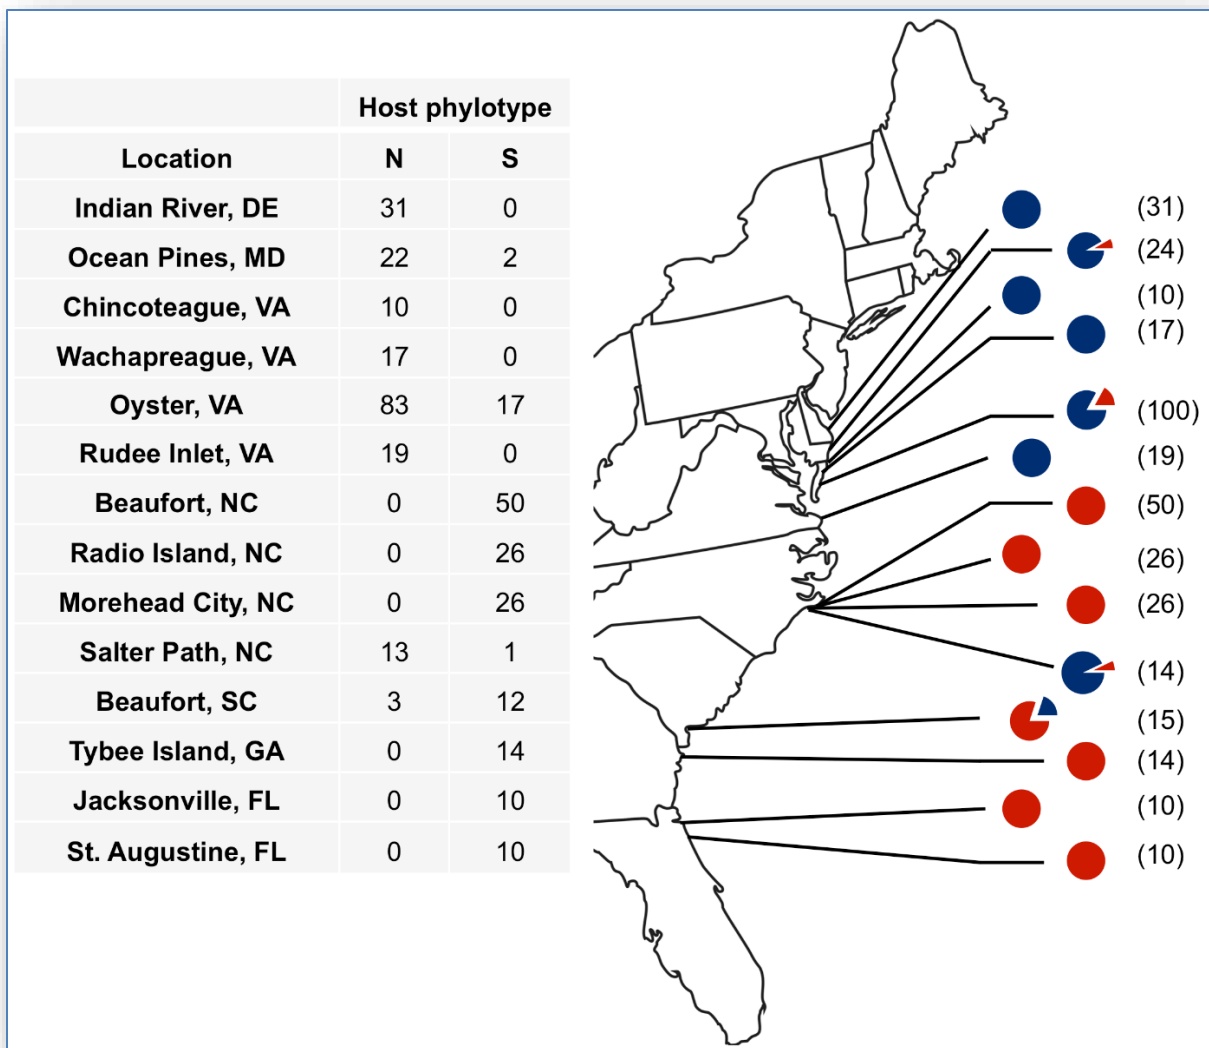 Host phylotype
Location N S
Indian River, DE 31 0
Ocean Pines, MD 22 2
Chincoteague, VA 10 0
Wachapreague, VA 17 0
Oyster, VA 83 17
Rudee Inlet, VA 19 0
Beaufort, NC 0 50
Radio Island, NC 0 26
Morehead City, NC 0 26
Salter Path, NC 13 1
Beaufort, SC 3 12
Tybee Island, GA 0 14
Jacksonville, FL 0 10
St. Augustine, FL 0 10
(31)
(24)
(10)
(17)
(100)
(19)
(50)
(26)
(26)
(14)
(15)
(14)
(10)
(10)